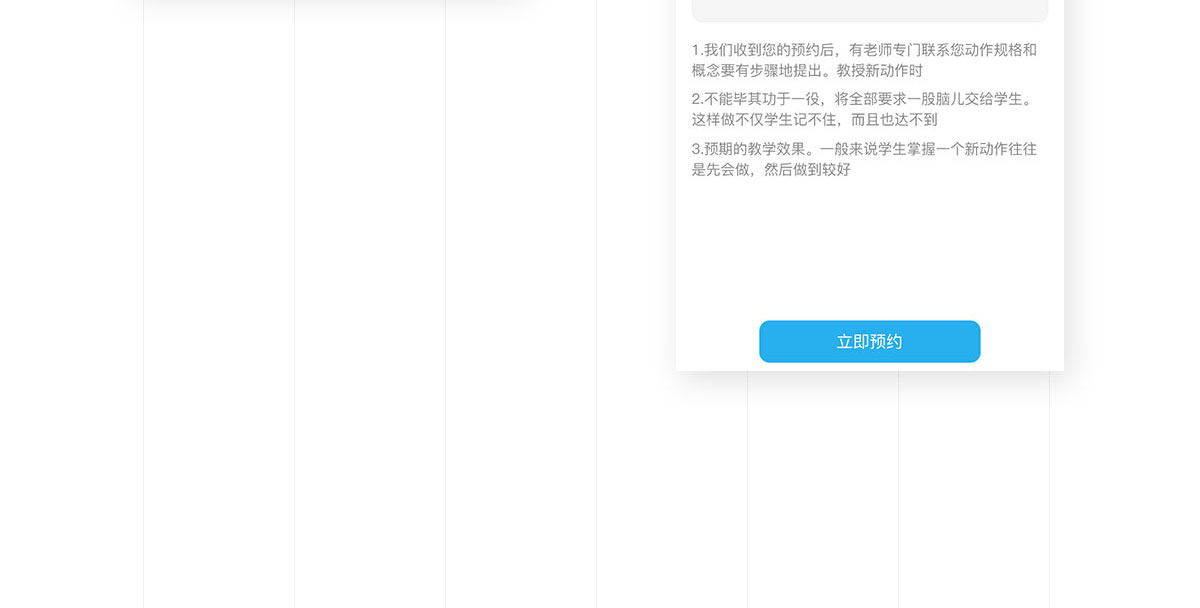 1.我们收到您的预约后，有老师专门联系您动作规格和
概念要有步骤地提出。教授新动作时
2.不能毕其功于一役，将全部要求一股脑儿交给学生。
这样做不仅学生记不住，而且也达不到
3.预期的教学效果。一般来说学生掌握一个新动作往往
是先会做，然后做到较好
立即预约